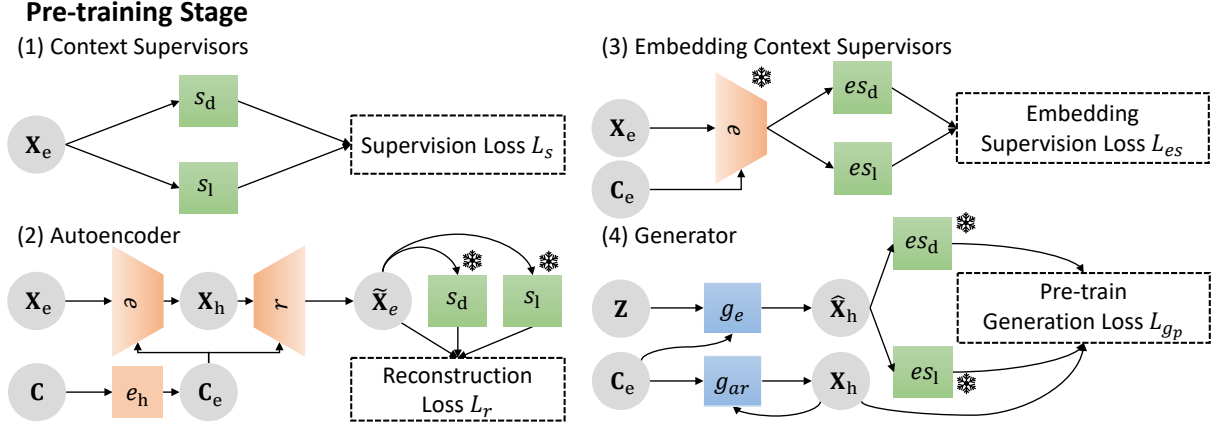 Pre-training Stage
(1) Context Supervisors
X_e
s_d
s_l
Supervision Loss L_s
(2) Autoencoder
X_e
e
X_h
r
X̃_e
s_d
s_l
C
e_h
C_e
Reconstruction
Loss L_r
(3) Embedding Context Supervisors
X_e
C_e
e
es_d
es_l
Embedding
Supervision Loss L_es
(4) Generator
Z
g_e
X̂_h
es_d
es_l
C_e
g_ar
X_h
Pre-train
Generation Loss L_g_p